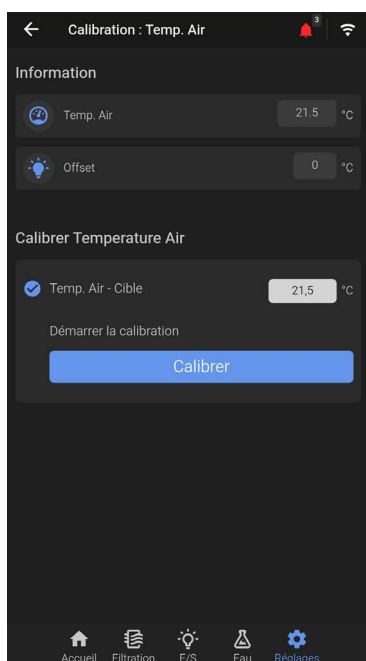 Calibration : Temp. Air
3
Information
Temp. Air 21.5 °C
Offset 0 °C
Calibrer Temperature Air
Temp. Air - Cible 21,5 °C
Démarrer la calibration
Calibrer
Accueil Filtration E/S Eau Réglages